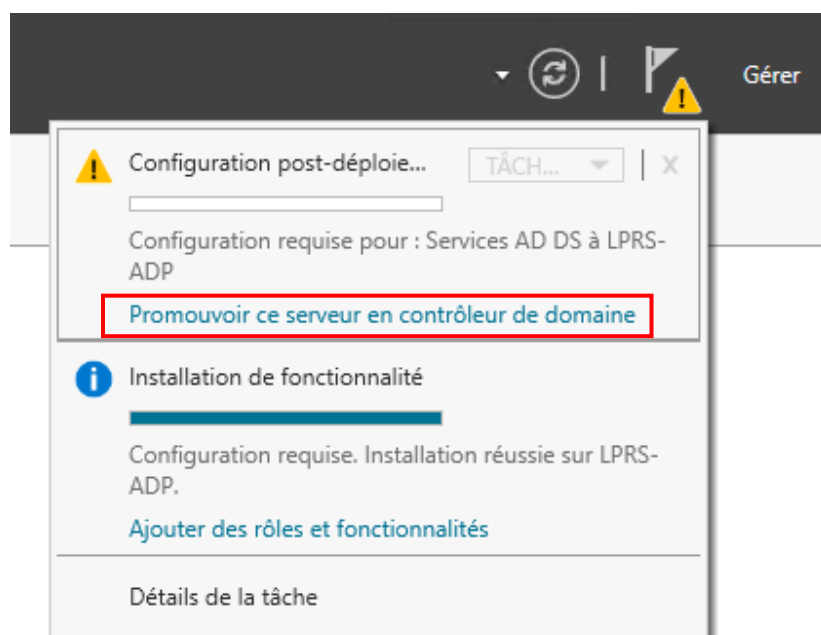 Gérer
Configuration post-déploie...
TÂCH...
X
Configuration requise pour : Services AD DS à LPRS-
ADP
Promouvoir ce serveur en contrôleur de domaine
Installation de fonctionnalité
Configuration requise. Installation réussie sur LPRS-
ADP.
Ajouter des rôles et fonctionnalités
Détails de la tâche